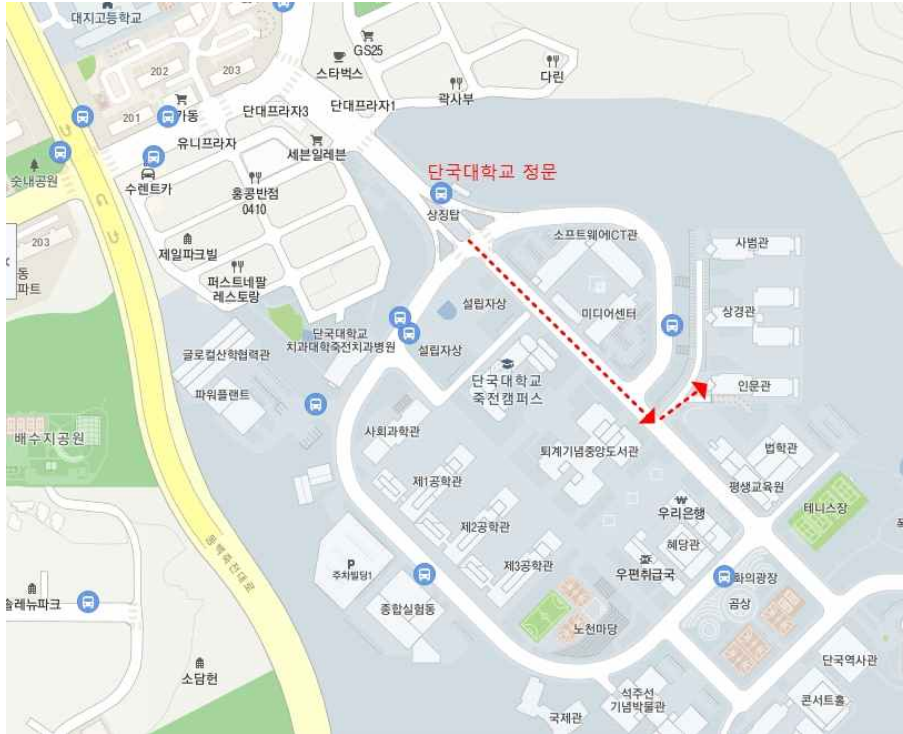 대지고등학교
GS25
스타벅스
다린
202
203
곽사부
단대프라자3
단대프라자1
201
가동
유니프라자
세븐일레븐
단국대학교 정문
숫내공원
수렌트카
홍콩반점
0410
상징탑
소프트웨어ICT관
사범관
203
제일파크빌
동
파트
퍼스트네팔
레스토랑
설립자상
미디어센터
상경관
단국대학교
치과대학죽전치과병원
설립자상
글로컬산학협력관
단국대학교
죽전캠퍼스
인문관
파워플랜트
사회과학관
배수지공원
퇴계기념중앙도서관
법학관
제1공학관
평생교육원
우리은행
테니스장
제2공학관
혜당관
P
주차빌딩1
제3공학관
우편취급국
화의광장
곰상
솔레뉴파크
종합실험동
노천마당
단국역사관
소담현
석주선
기념박물관
콘서트홀
국제관